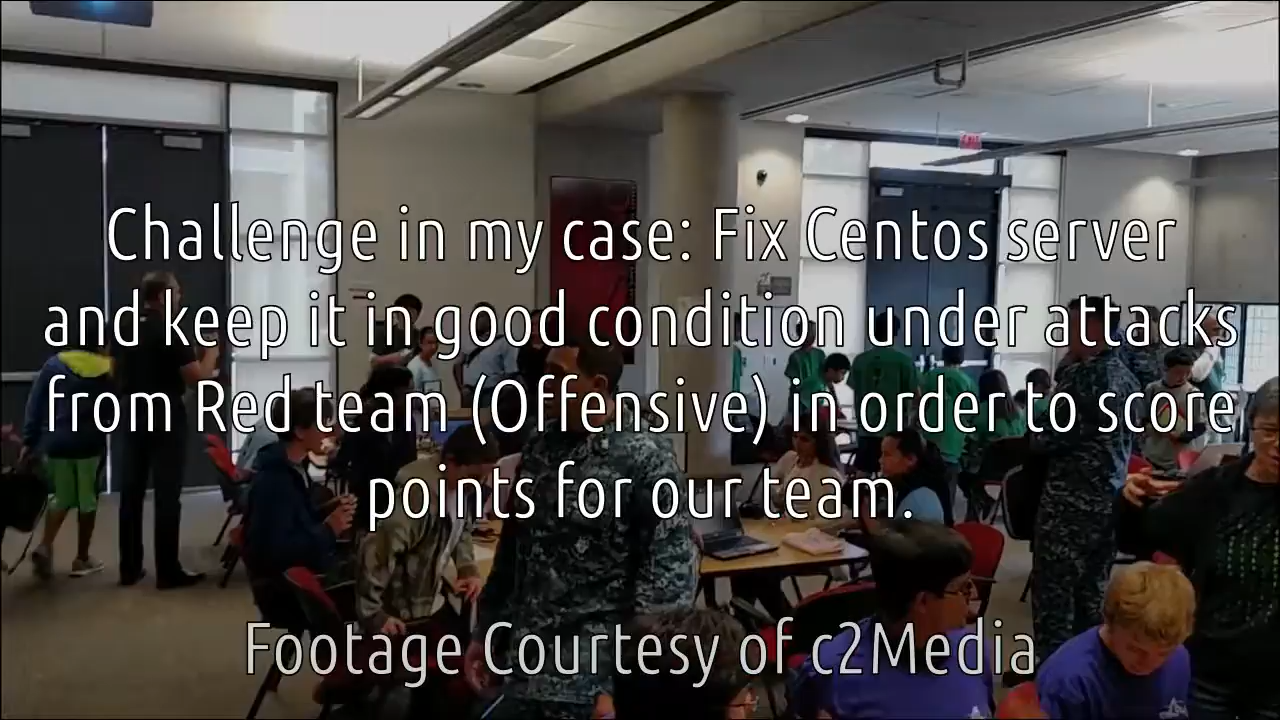 Challenge in my case: Fix Centos server
and keep it in good condition under attacks
from Red team (Offensive) in order to score
points for our team.
Footage Courtesy of c2Media